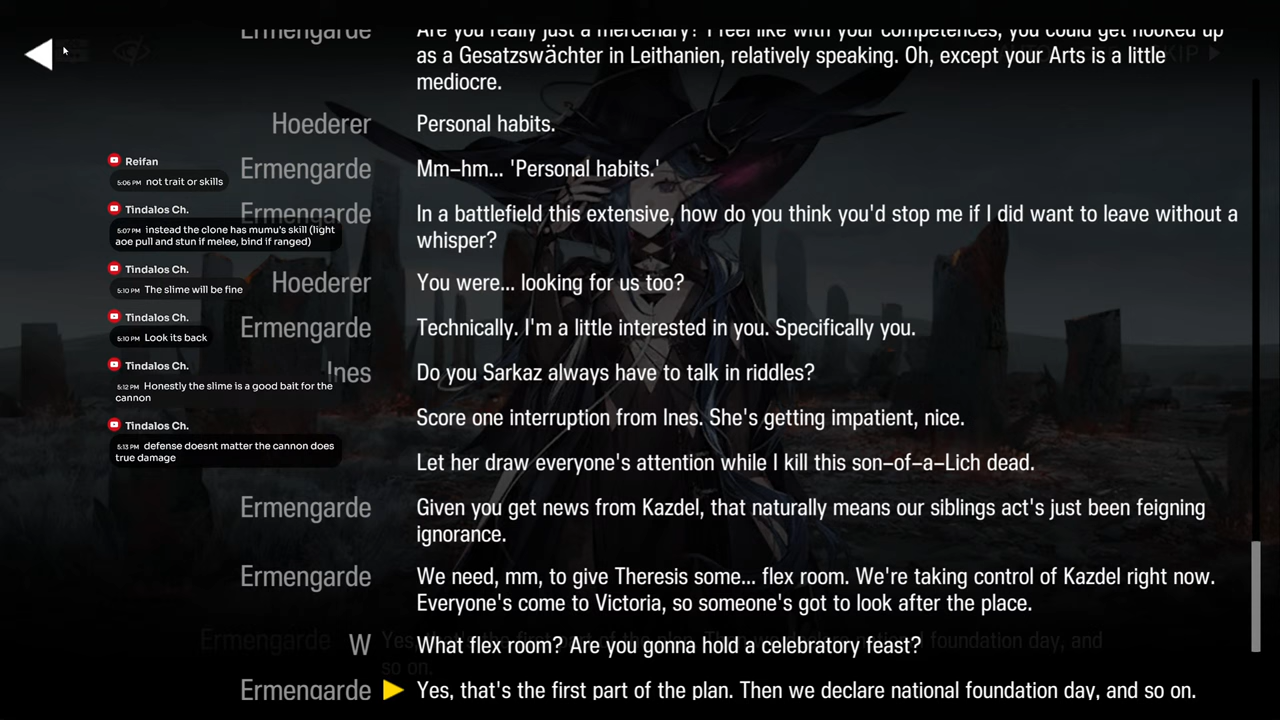 Ermengarde
Are you really just a mercenary? I feel like with your competences, you could get hooked up
as a Gesatzswächter in Leithanien, relatively speaking. Oh, except your Arts is a little
mediocre.
Hoederer
Personal habits.
Ermengarde
Mm-hm... 'Personal habits.'
Ermengarde
In a battlefield this extensive, how do you think you'd stop me if I did want to leave without a
whisper?
Hoederer
You were... looking for us too?
Ermengarde
Technically. I'm a little interested in you. Specifically you.
Ines
Do you Sarkaz always have to talk in riddles?
Score one interruption from Ines. She's getting impatient, nice.
Let her draw everyone's attention while I kill this son-of-a-Lich dead.
Ermengarde
Given you get news from Kazdel, that naturally means our siblings act's just been feigning
ignorance.
Ermengarde
We need, mm, to give Theresis some... flex room. We're taking control of Kazdel right now.
Everyone's come to Victoria, so someone's got to look after the place.
W
What flex room? Are you gonna hold a celebratory feast?
Ermengarde
Yes, that's the first part of the plan. Then we declare national foundation day, and so on.
Reifan
5:06 PM not trait or skills
Tindalos Ch.
5:07 PM instead the clone has mumu's skill (light
aoe pull and stun if melee, bind if ranged)
Tindalos Ch.
5:10 PM The slime will be fine
Tindalos Ch.
5:10 PM Look its back
Tindalos Ch.
5:12 PM Honestly the slime is a good bait for the
cannon
Tindalos Ch.
5:13 PM defense doesnt matter the cannon does
true damage